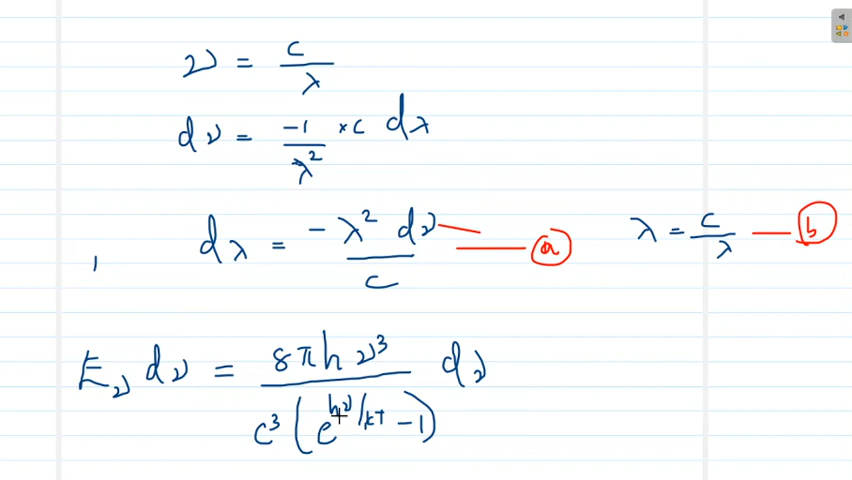 ν = c/λ
dν = -1/λ² × c dλ
, dλ = - λ² dν/c — (a) λ = c/λ — (b)
E_ν dν = 8πhν³/c³(e^{hν/kT} - 1) dν